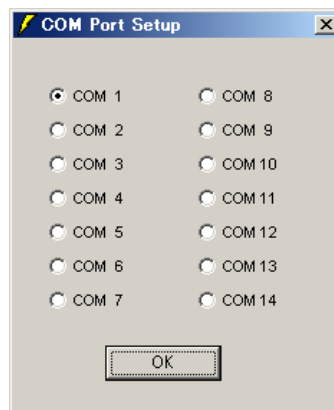 COM Port Setup
COM 1
COM 2
COM 3
COM 4
COM 5
COM 6
COM 7
COM 8
COM 9
COM 10
COM 11
COM 12
COM 13
COM 14
OK